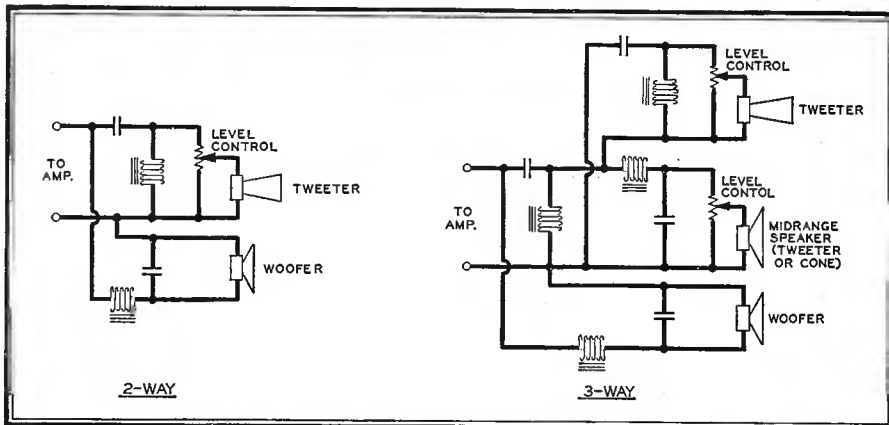 TO
AMP.
LEVEL
CONTROL
TWEETER
WOOFER
2-WAY
LEVEL
CONTROL
TWEETER
TO
AMP.
LEVEL
CONTOL
MIDRANGE
SPEAKER
(TWEETER
OR CONE)
WOOFER
3-WAY